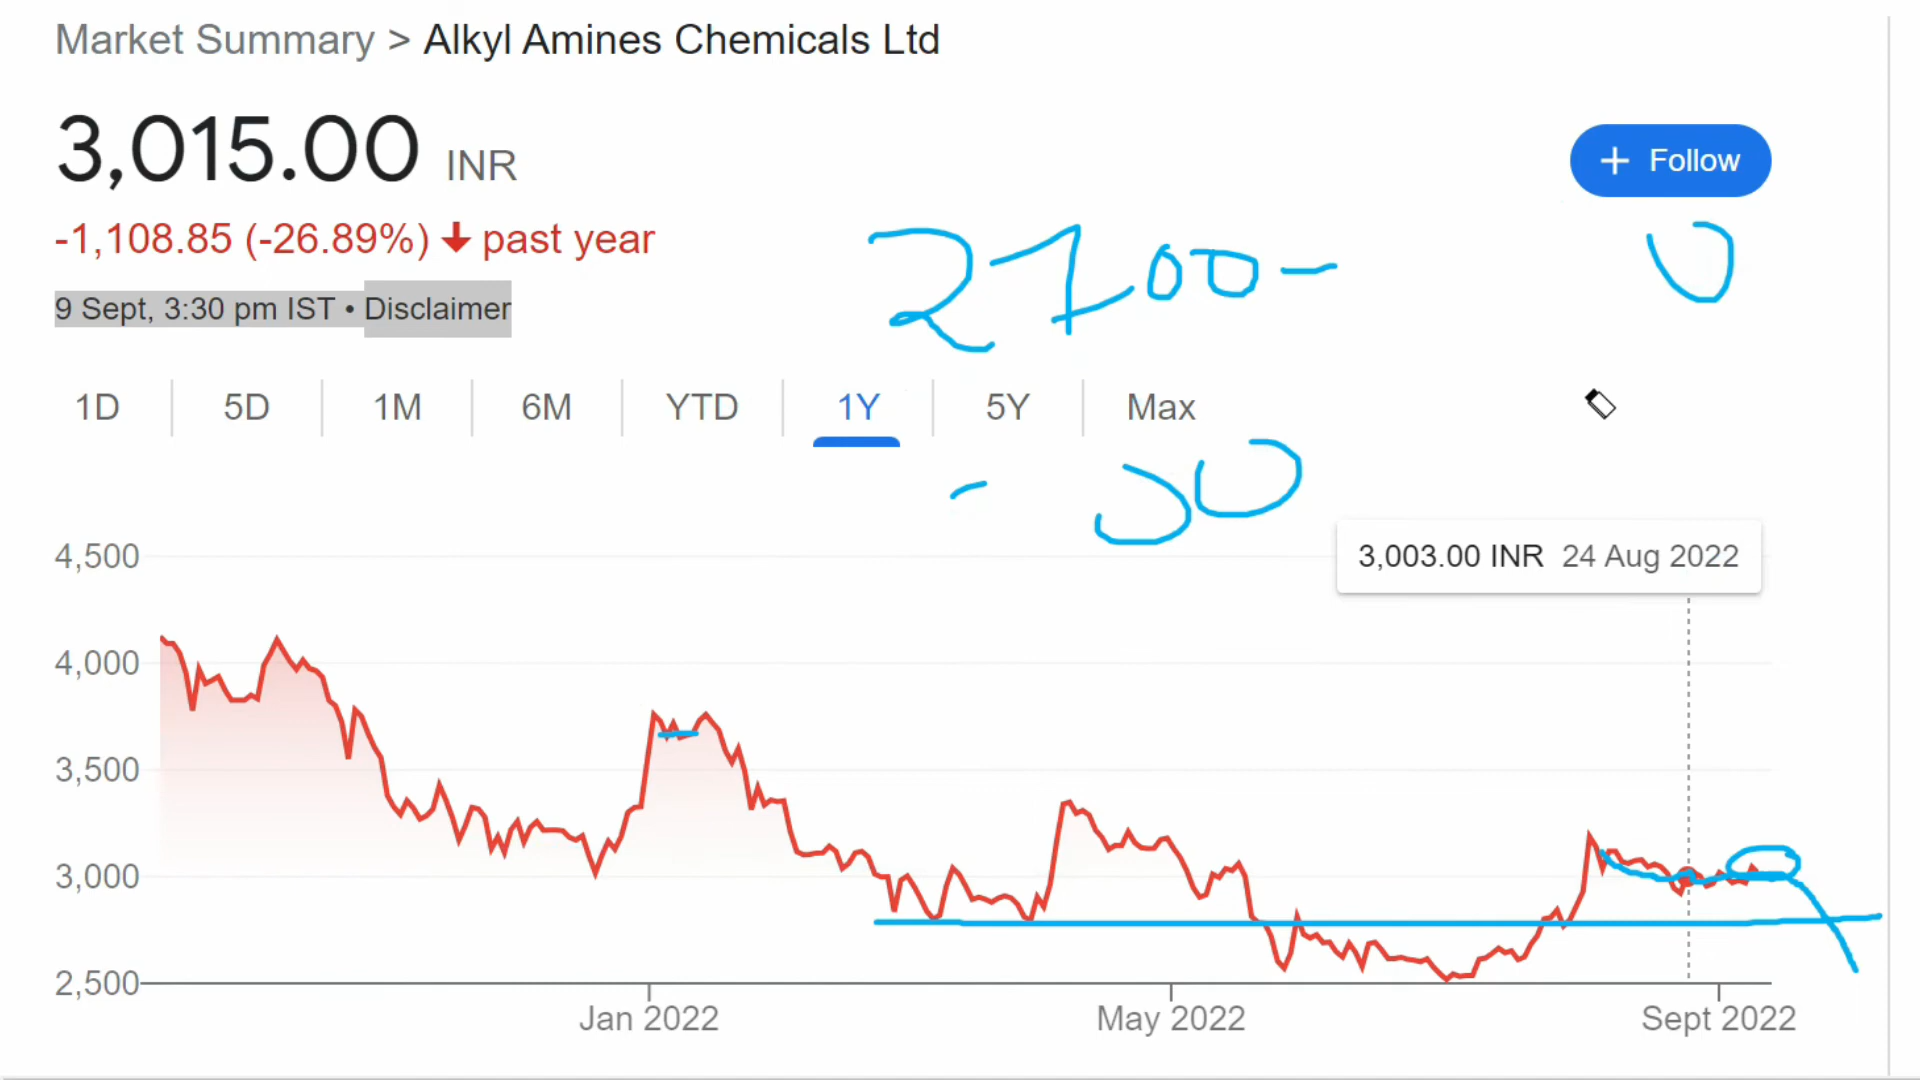 Market Summary > Alkyl Amines Chemicals Ltd
3,015.00 INR
+ Follow
-1,108.85 (-26.89%) ↓ past year
9 Sept, 3:30 pm IST • Disclaimer
2700-
1D 5D 1M 6M YTD 1Y 5Y Max
3,003.00 INR 24 Aug 2022
4,500
4,000
3,500
3,000
2,500
Jan 2022 May 2022 Sept 2022